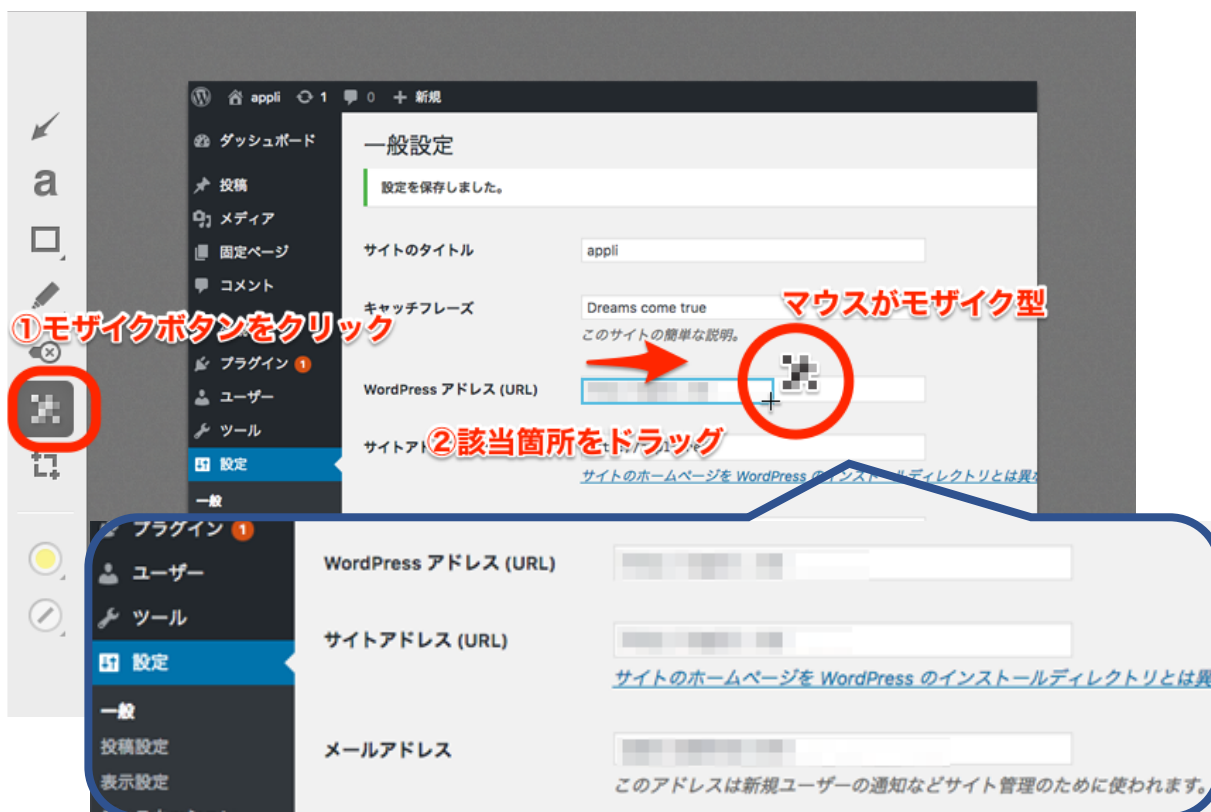 appli 1 0 + 新規
ダッシュボード
一般設定
投稿
設定を保存しました。
メディア
固定ページ
サイトのタイトル
appli
コメント
キャッチフレーズ
Dreams come true
マウスがモザイク型
①モザイクボタンをクリック
このサイトの簡単な説明。
プラグイン 1
WordPress アドレス (URL)
ユーザー
ツール
②該当箇所をドラッグ
設定
サイトのホームページを WordPress のインストールディレクトリとは異な
一般
プラグイン 1
WordPress アドレス (URL)
ユーザー
ツール
サイトアドレス (URL)
設定
サイトのホームページを WordPress のインストールディレクトリとは異
一般
投稿設定
メールアドレス
表示設定
このアドレスは新規ユーザーの通知などサイト管理のために使われます。